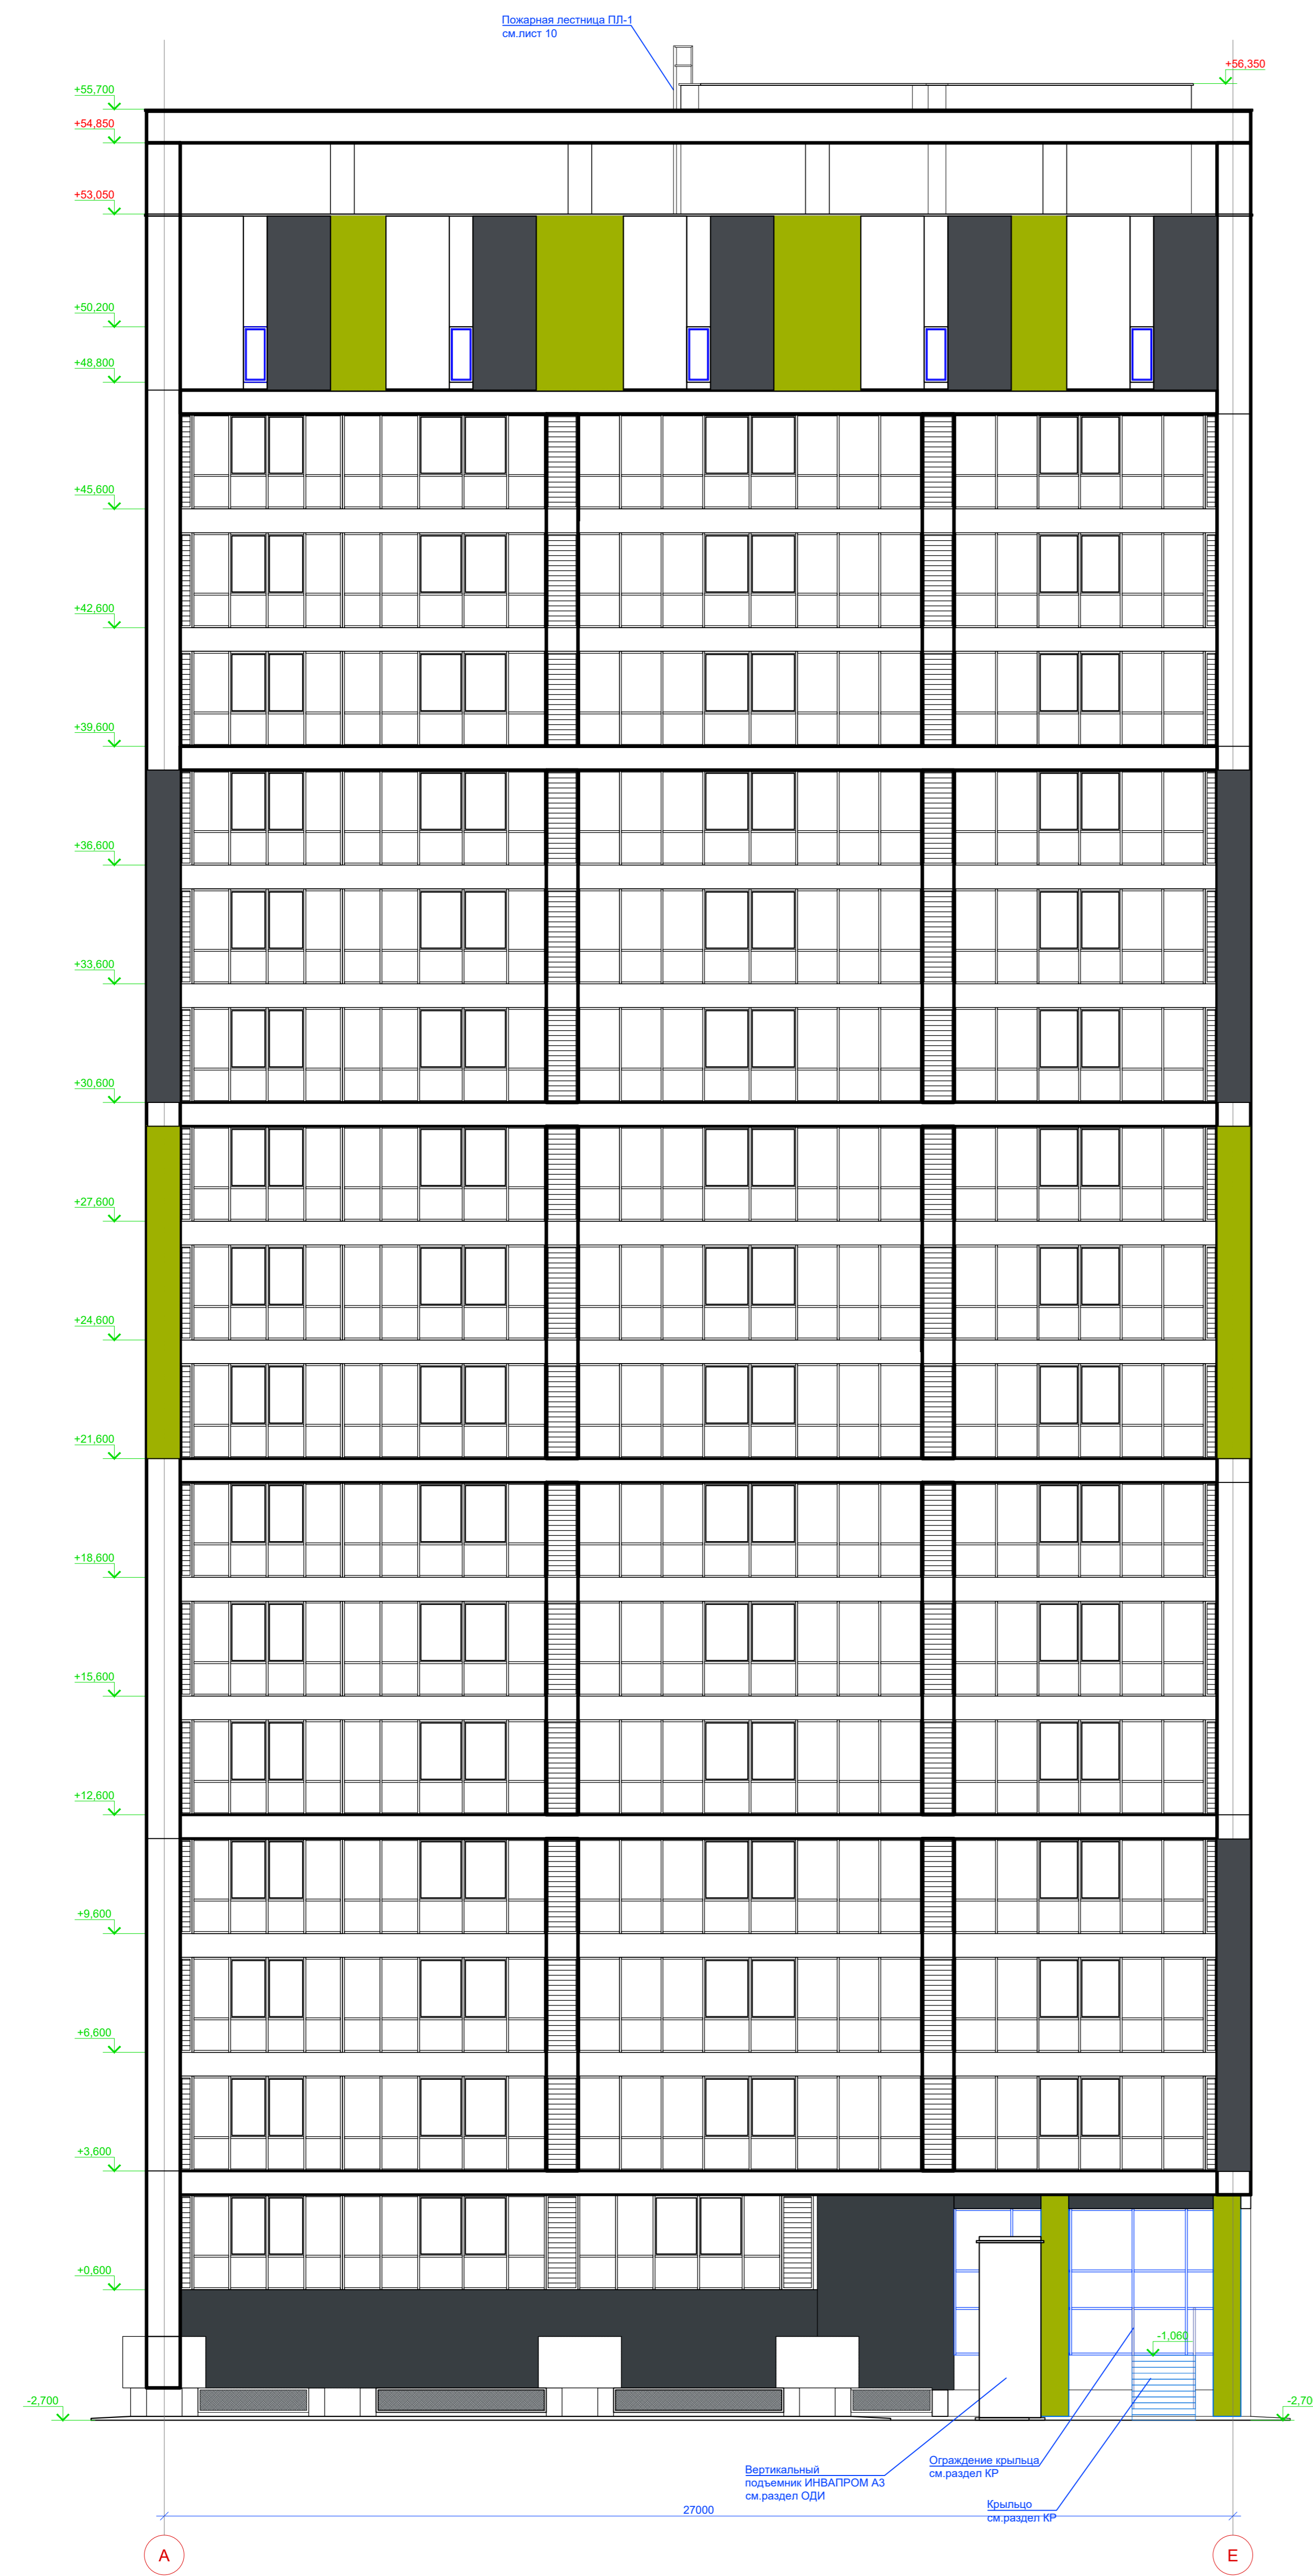 Пожарная лестница ПЛ-1
см.лист 10
+56,350
+55,700
+54,850
+53,050
+50,200
+48,800
+45,600
+42,600
+39,600
+36,600
+33,600
+30,600
+27,600
+24,600
+21,600
+18,600
+15,600
+12,600
+9,600
+6,600
+3,600
+0,600
-1,060
-2,700
-2,70
Ограждение крыльца
см.раздел КР
Вертикальный
подъемник ИНВАПРОМ А3
см.раздел ОДИ
Крыльцо
см.раздел КР
27000
А
Е